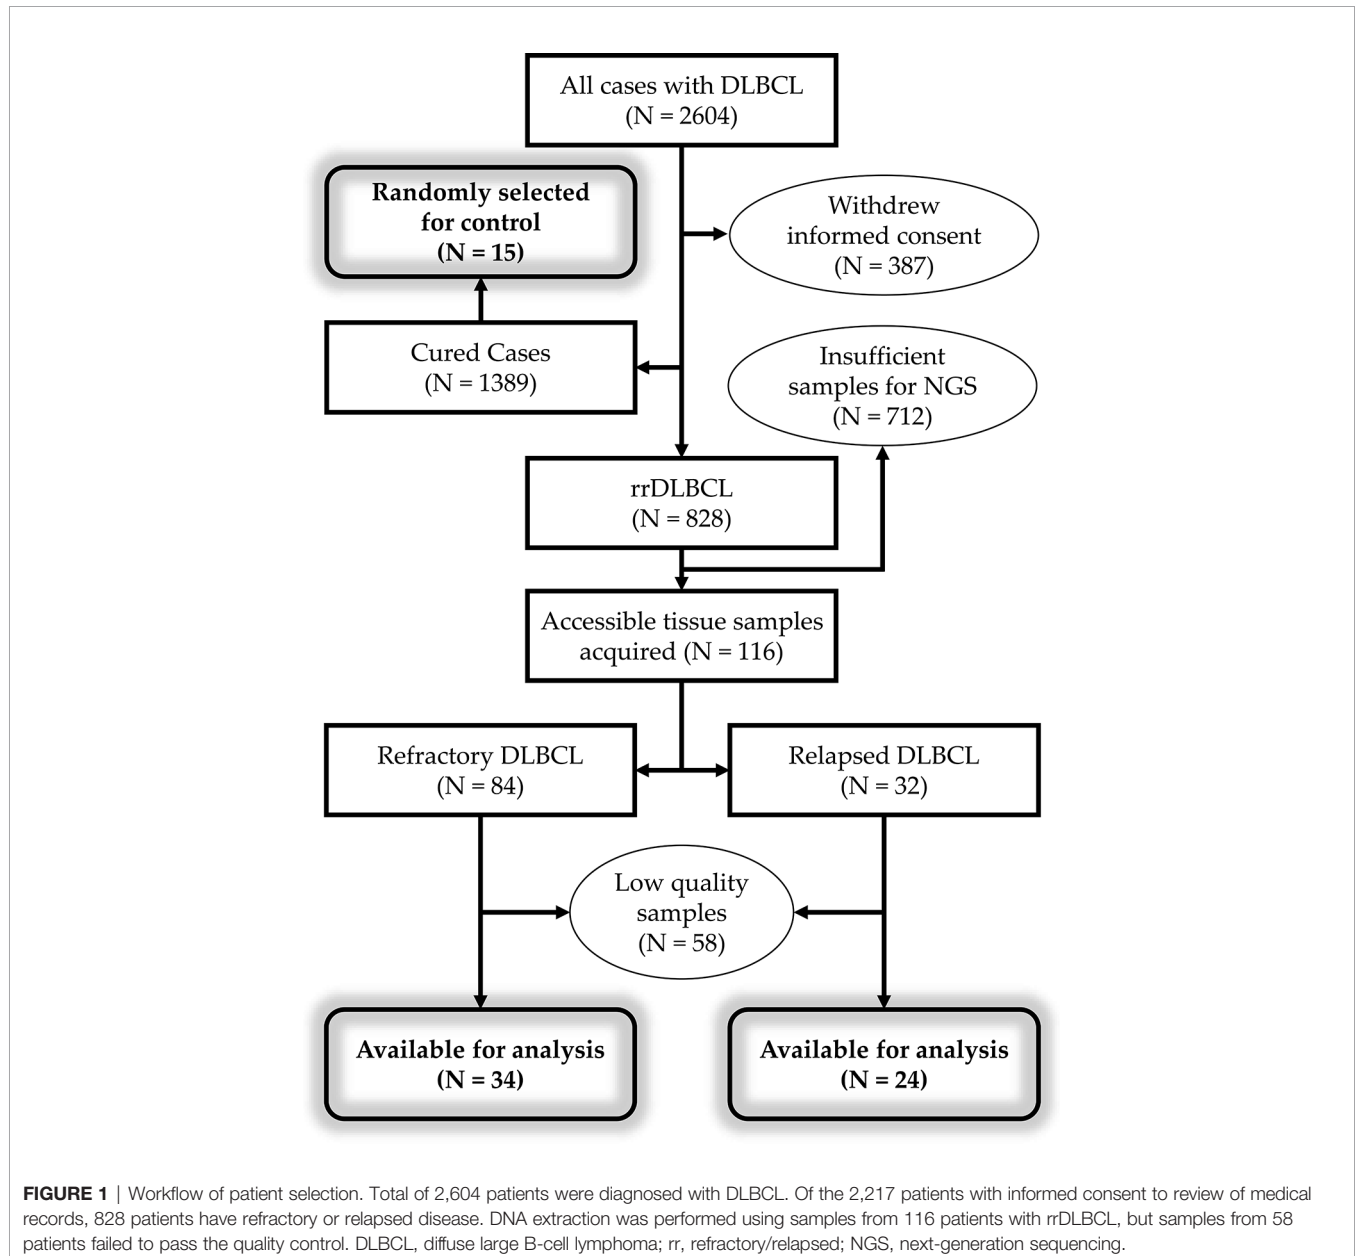 All cases with DLBCL
(N = 2604)
Randomly selected
for control
(N = 15)
Withdrew
informed consent
(N = 387)
Cured Cases
(N = 1389)
Insufficient
samples for NGS
(N = 712)
rrDLBCL
(N = 828)
Accessible tissue samples
acquired (N = 116)
Refractory DLBCL
(N = 84)
Relapsed DLBCL
(N = 32)
Low quality
samples
(N = 58)
Available for analysis
(N = 34)
Available for analysis
(N = 24)
FIGURE 1 | Workflow of patient selection. Total of 2,604 patients were diagnosed with DLBCL. Of the 2,217 patients with informed consent to review of medical
records, 828 patients have refractory or relapsed disease. DNA extraction was performed using samples from 116 patients with rrDLBCL, but samples from 58
patients failed to pass the quality control. DLBCL, diffuse large B-cell lymphoma; rr, refractory/relapsed; NGS, next-generation sequencing.